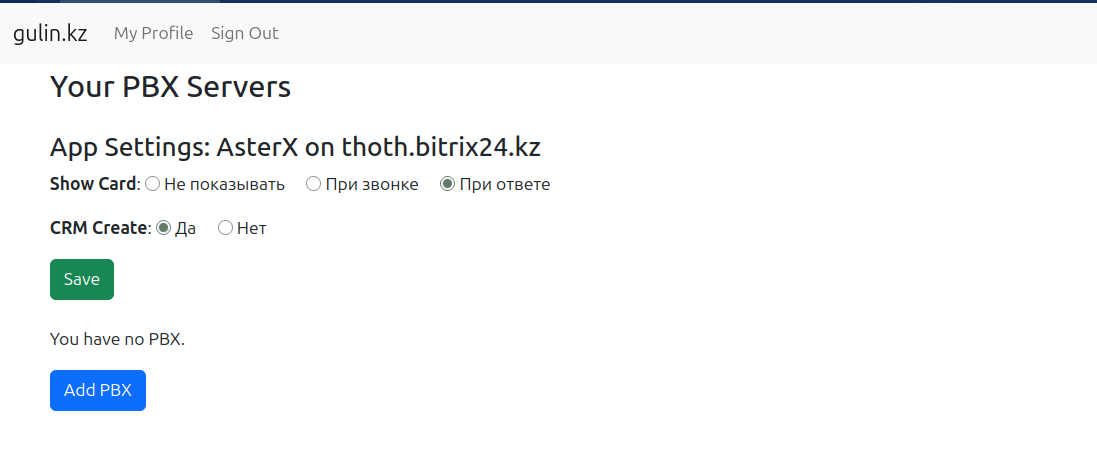 gulin.kz My Profile Sign Out
Your PBX Servers
App Settings: AsterX on thoth.bitrix24.kz
Show Card: Не показывать При звонке При ответе
CRM Create: Да Нет
Save
You have no PBX.
Add PBX